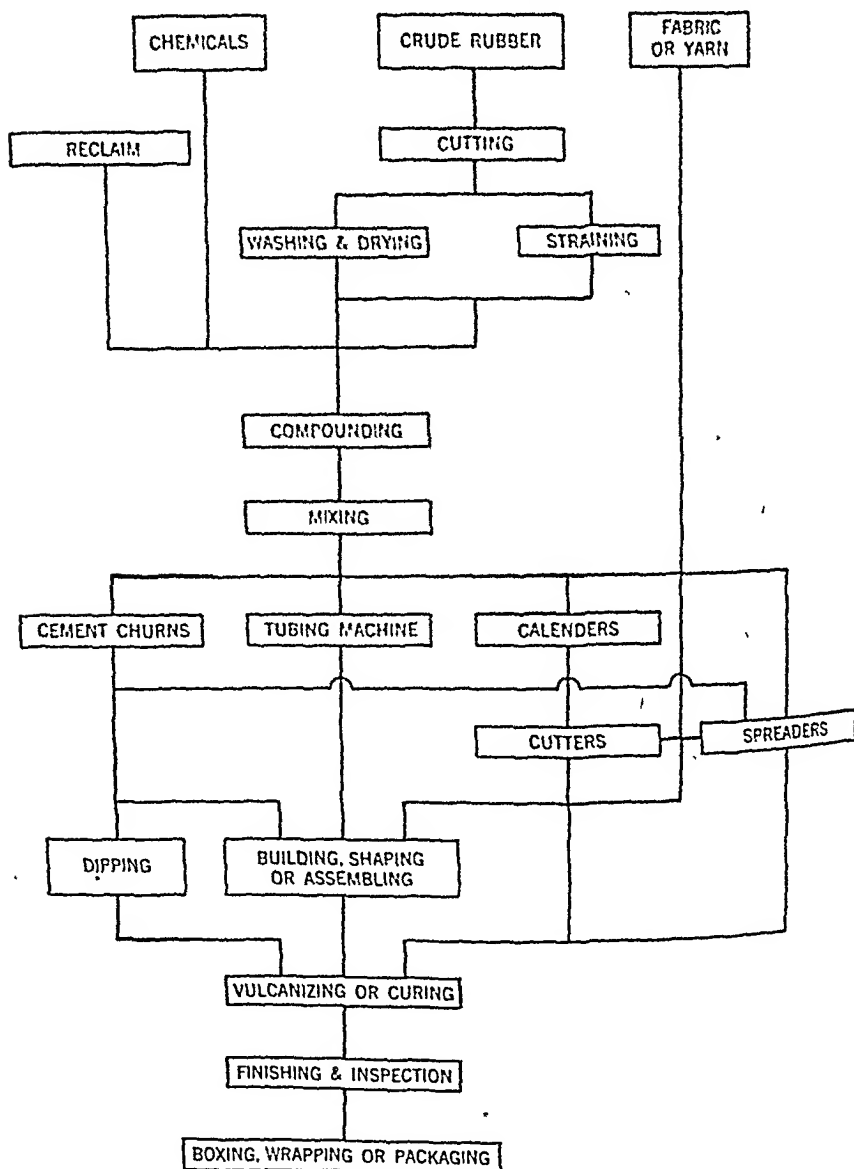 CHEMICALS
CRUDE RUBBER
FABRIC
OR YARN
RECLAIM
CUTTING
WASHING & DRYING
STRAINING
COMPOUNDING
MIXING
CEMENT CHURNS
TUBING MACHINE
CALENDERS
CUTTERS
SPREADERS
DIPPING
BUILDING, SHAPING
OR ASSEMBLING
VULCANIZING OR CURING
FINISHING & INSPECTION
BOXING, WRAPPING OR PACKAGING